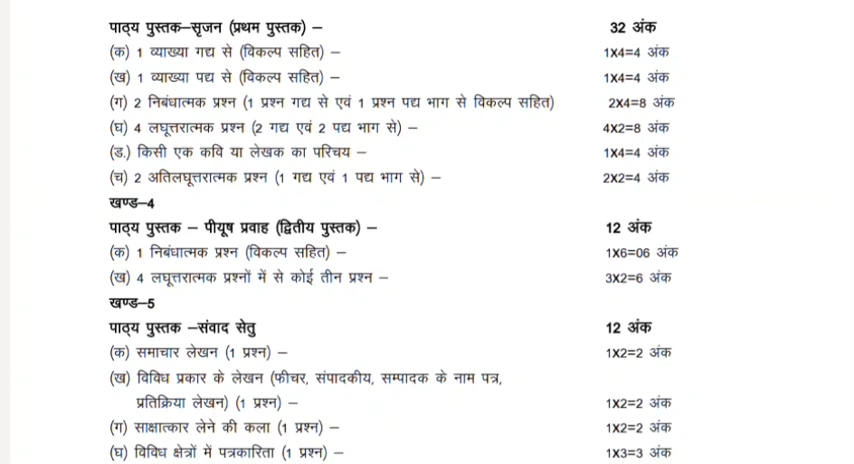 पाठ्य पुस्तक–सृजन (प्रथम पुस्तक) – 32 अंक
(क) 1 व्याख्या गद्य से (विकल्प सहित) – 1X4=4 अंक
(ख) 1 व्याख्या पद्य से (विकल्प सहित) – 1X4=4 अंक
(ग) 2 निबंधात्मक प्रश्न (1 प्रश्न गद्य से एवं 1 प्रश्न पद्य भाग से विकल्प सहित) 2X4=8 अंक
(घ) 4 लघूत्तरात्मक प्रश्न (2 गद्य एवं 2 पद्य भाग से) – 4X2=8 अंक
(ड.) किसी एक कवि या लेखक का परिचय – 1X4=4 अंक
(च) 2 अतिलघूत्तरात्मक प्रश्न (1 गद्य एवं 1 पद्य भाग से) – 2X2=4 अंक
खण्ड–4
पाठ्य पुस्तक – पीयूष प्रवाह (द्वितीय पुस्तक) – 12 अंक
(क) 1 निबंधात्मक प्रश्न (विकल्प सहित) – 1X6=06 अंक
(ख) 4 लघूत्तरात्मक प्रश्नों में से कोई तीन प्रश्न – 3X2=6 अंक
खण्ड–5
पाठ्य पुस्तक –संवाद सेतु 12 अंक
(क) समाचार लेखन (1 प्रश्न) – 1X2=2 अंक
(ख) विविध प्रकार के लेखन (फीचर, संपादकीय, सम्पादक के नाम पत्र,
प्रतिक्रिया लेखन) (1 प्रश्न) – 1X2=2 अंक
(ग) साक्षात्कार लेने की कला (1 प्रश्न) – 1X2=2 अंक
(घ) विविध क्षेत्रों में पत्रकारिता (1 प्रश्न) – 1X3=3 अंक